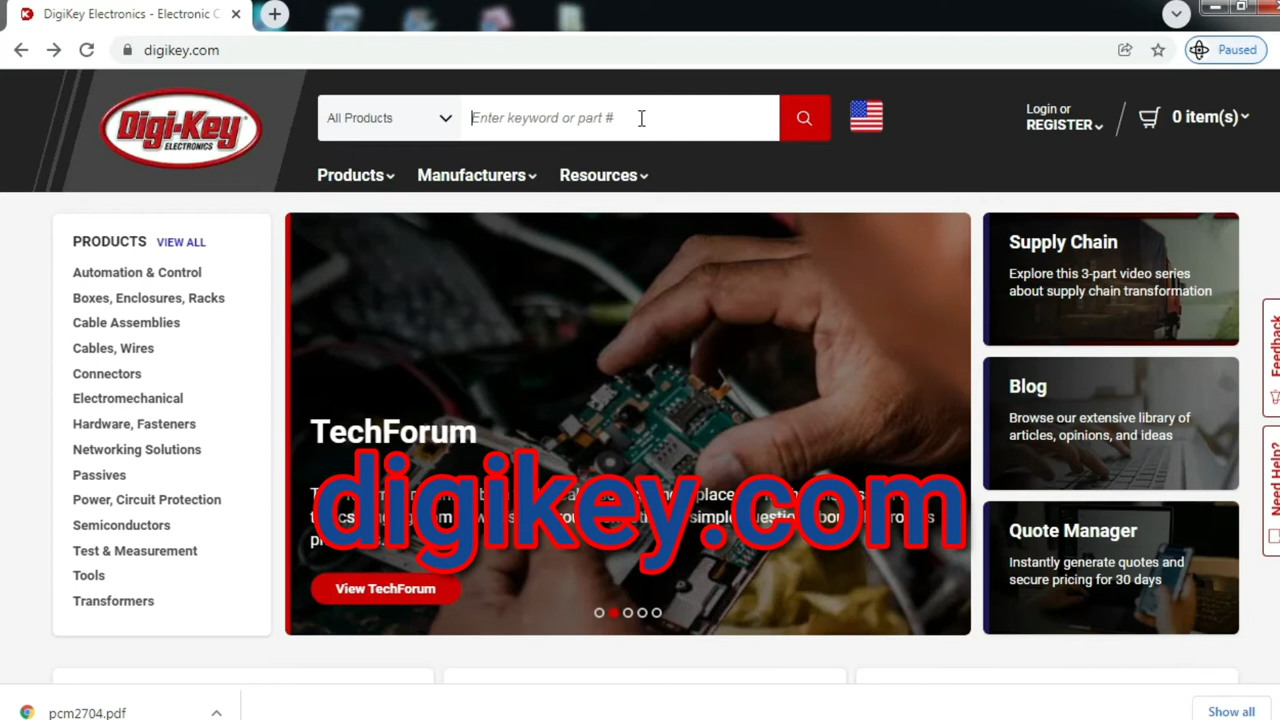 DigiKey Electronics - Electronic C
digikey.com
Paused
Digi-Key
ELECTRONICS
All Products
Enter keyword or part #
Login or
REGISTER
0 item(s)
Products
Manufacturers
Resources
PRODUCTS VIEW ALL
Automation & Control
Boxes, Enclosures, Racks
Cable Assemblies
Cables, Wires
Connectors
Electromechanical
Hardware, Fasteners
Networking Solutions
Passives
Power, Circuit Protection
Semiconductors
Test & Measurement
Tools
Transformers
TechForum
digikey.com
View TechForum
Supply Chain
Explore this 3-part video series
about supply chain transformation
Blog
Browse our extensive library of
articles, opinions, and ideas
Quote Manager
Instantly generate quotes and
secure pricing for 30 days
Feedback
Need Help?
pcm2704.pdf
Show all